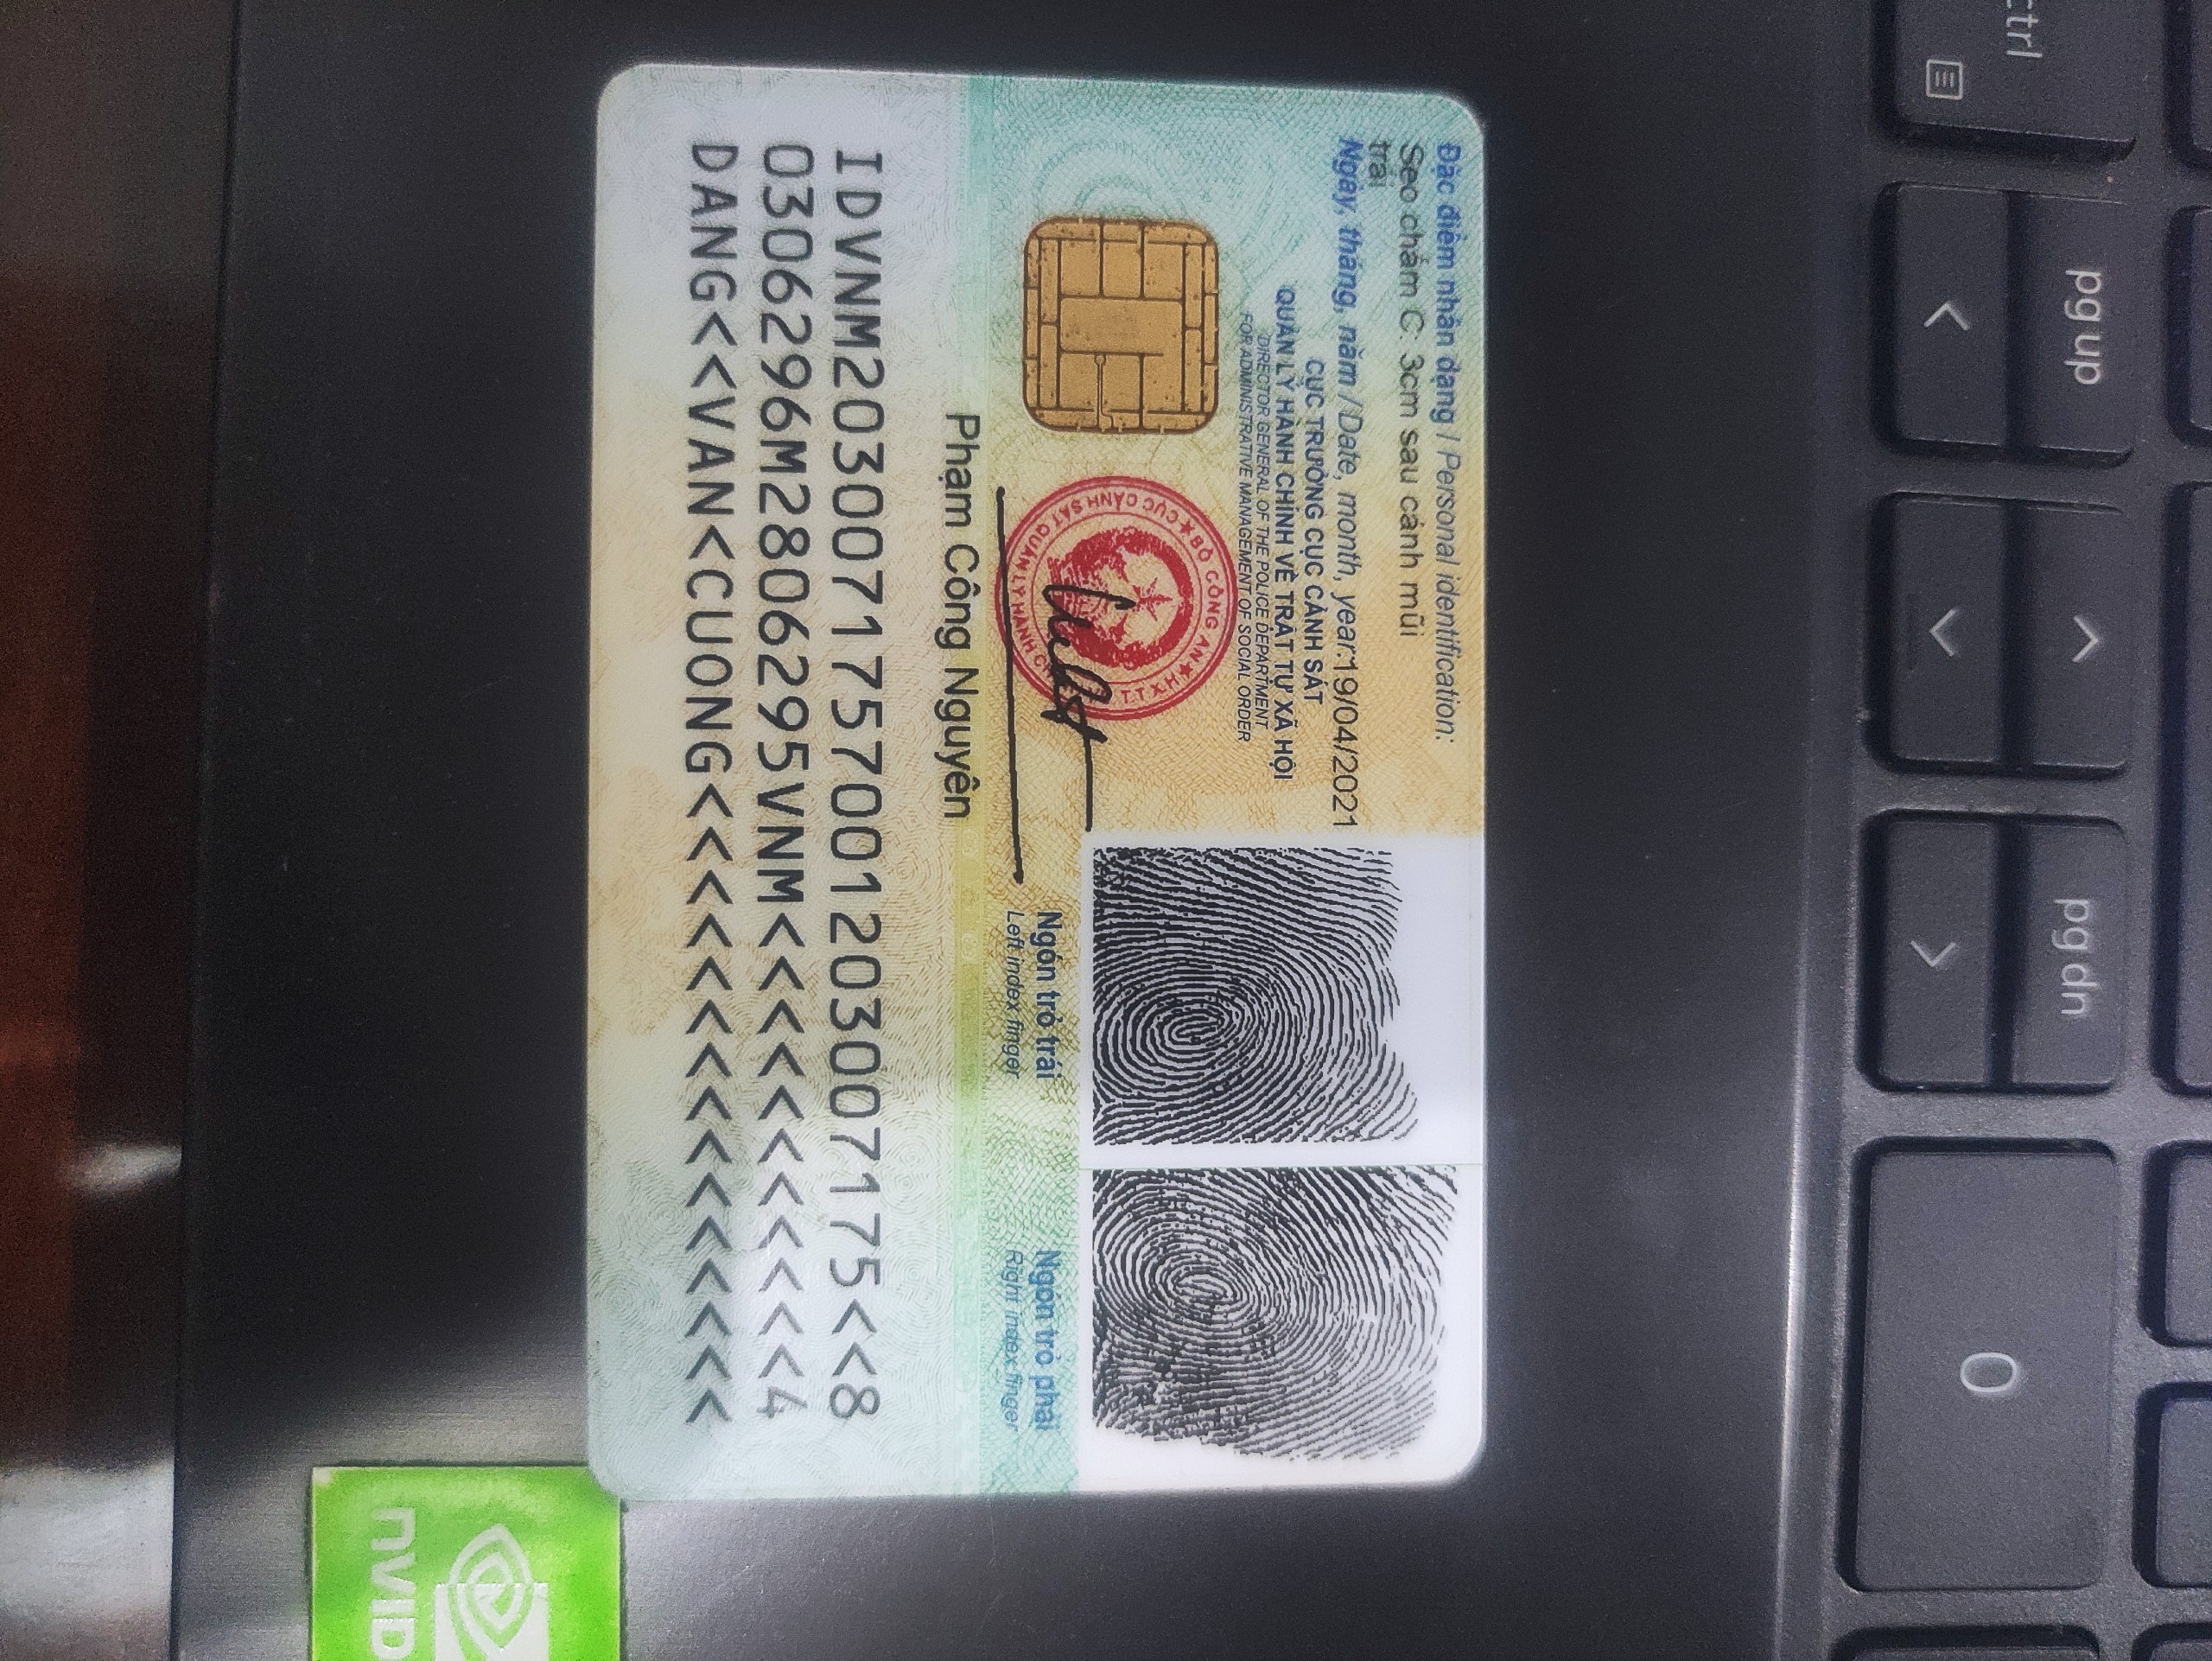 pg up
pg dn
ctrl
0
Đặc điểm nhân dạng / Personal identification:
Sẹo chấm C: 3cm sau cánh mũi
trái
Ngày, tháng, năm / Date, month, year:19/04/2021
CỤC TRƯỞNG CỤC CẢNH SÁT
QUẢN LÝ HÀNH CHÍNH VỀ TRẬT TỰ XÃ HỘI
DIRECTOR GENERAL OF THE POLICE DEPARTMENT
FOR ADMINISTRATIVE MANAGEMENT OF SOCIAL ORDER
BỘ CÔNG AN
CỤC CẢNH SÁT QUẢN LÝ HÀNH
Ngón trỏ trái
Left index finger
Ngón trỏ phải
Right index finger
Phạm Công Nguyên
IDVNM2030071757001203007175<<8
0306296M2806295VNM<<<<<<<<<<<4
DANG<<VAN<CUONG<<<<<<<<<<<<<<<